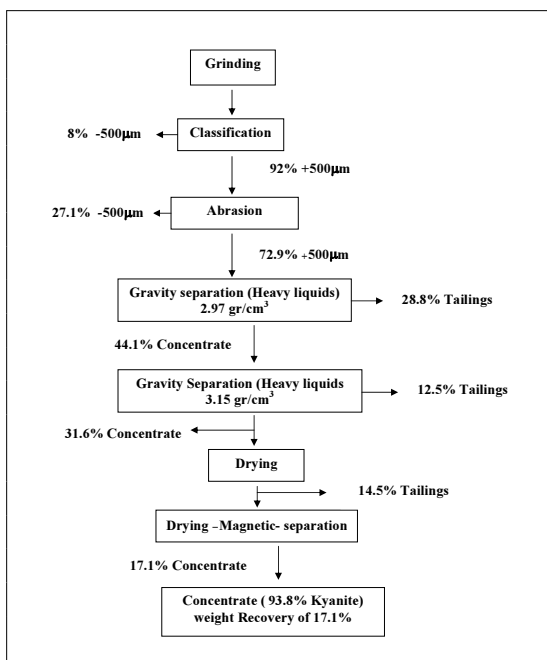 Grinding
8% -500µm
Classification
92% +500µm
27.1% -500µm
Abrasion
72.9% +500µm
Gravity separation (Heavy liquids)
2.97 gr/cm³
28.8% Tailings
44.1% Concentrate
Gravity Separation (Heavy liquids
3.15 gr/cm³
12.5% Tailings
31.6% Concentrate
Drying
14.5% Tailings
Drying –Magnetic- separation
17.1% Concentrate
Concentrate ( 93.8% Kyanite)
weight Recovery of 17.1%